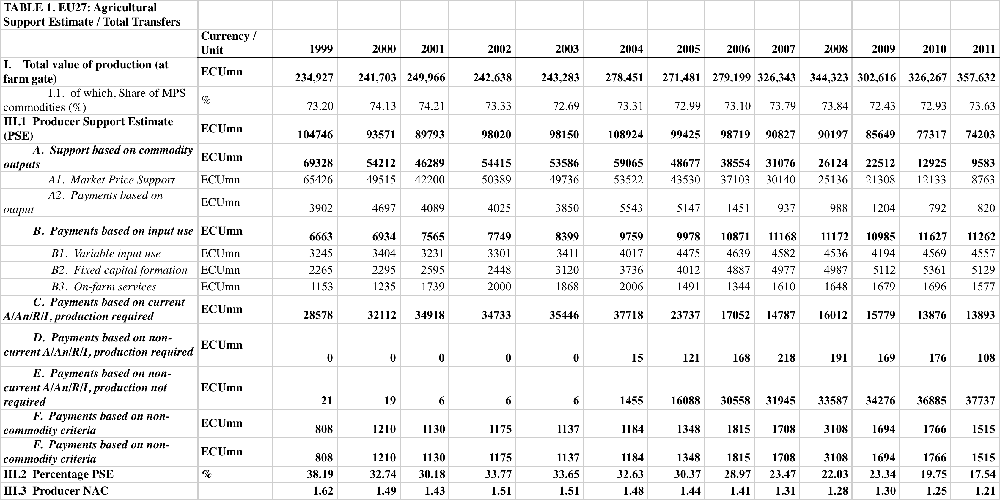 TABLE 1. EU27: Agricultural
Support Estimate / Total Transfers
Currency /
Unit 1999 2000 2001 2002 2003 2004 2005 2006 2007 2008 2009 2010 2011
I. Total value of production (at
farm gate) ECUmn 234,927 241,703 249,966 242,638 243,283 278,451 271,481 279,199 326,343 344,323 302,616 326,267 357,632
I.1. of which, Share of MPS
commodities (%) % 73.20 74.13 74.21 73.33 72.69 73.31 72.99 73.10 73.79 73.84 72.43 72.93 73.63
III.1 Producer Support Estimate
(PSE) ECUmn 104746 93571 89793 98020 98150 108924 99425 98719 90827 90197 85649 77317 74203
A. Support based on commodity
outputs ECUmn 69328 54212 46289 54415 53586 59065 48677 38554 31076 26124 22512 12925 9583
A1. Market Price Support ECUmn 65426 49515 42200 50389 49736 53522 43530 37103 30140 25136 21308 12133 8763
A2. Payments based on
output ECUmn 3902 4697 4089 4025 3850 5543 5147 1451 937 988 1204 792 820
B. Payments based on input use ECUmn 6663 6934 7565 7749 8399 9759 9978 10871 11168 11172 10985 11627 11262
B1. Variable input use ECUmn 3245 3404 3231 3301 3411 4017 4475 4639 4582 4536 4194 4569 4557
B2. Fixed capital formation ECUmn 2265 2295 2595 2448 3120 3736 4012 4887 4977 4987 5112 5361 5129
B3. On-farm services ECUmn 1153 1235 1739 2000 1868 2006 1491 1344 1610 1648 1679 1696 1577
C. Payments based on current
A/An/R/I, production required ECUmn 28578 32112 34918 34733 35446 37718 23737 17052 14787 16012 15779 13876 13893
D. Payments based on non-
current A/An/R/I, production required ECUmn 0 0 0 0 0 15 121 168 218 191 169 176 108
E. Payments based on non-
current A/An/R/I, production not
required ECUmn 21 19 6 6 6 1455 16088 30558 31945 33587 34276 36885 37737
F. Payments based on non-
commodity criteria ECUmn 808 1210 1130 1175 1137 1184 1348 1815 1708 3108 1694 1766 1515
F. Payments based on non-
commodity criteria ECUmn 808 1210 1130 1175 1137 1184 1348 1815 1708 3108 1694 1766 1515
III.2 Percentage PSE % 38.19 32.74 30.18 33.77 33.65 32.63 30.37 28.97 23.47 22.03 23.34 19.75 17.54
III.3 Producer NAC 1.62 1.49 1.43 1.51 1.51 1.48 1.44 1.41 1.31 1.28 1.30 1.25 1.21